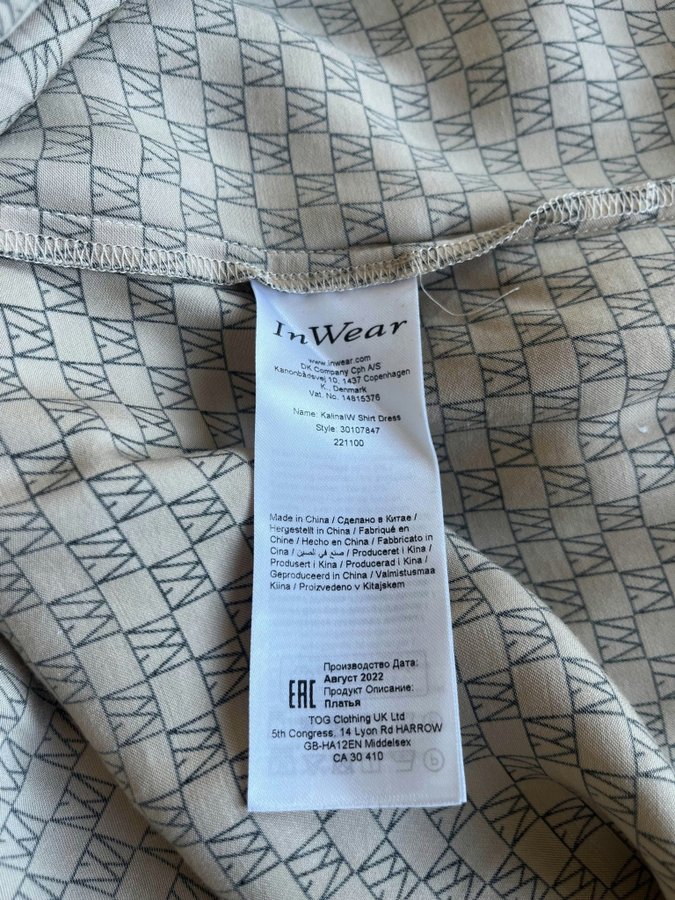 InWear
www.inwear.com
DK Company Cph A/S
Kanonbådsvej 10, 1437 Copenhagen
K., Denmark
Vat. No. 14815376
Name: KalinaIW Shirt Dress
Style: 30107847
221100
Made in China / Сделано в Китае /
Hergestellt in China / Fabriqué en
Chine / Hecho en China / Fabbricato in
Cina / صنع في الصين / Produceret i Kina /
Produsert i Kina / Producerad i Kina /
Geproduceerd in China / Valmistusmaa
Kiina / Proizvedeno v Kitajskem
Производство Дата:
Август 2022
EAC
Продукт Описание:
Платья
TOG Clothing UK Ltd
5th Congress, 14 Lyon Rd HARROW
GB-HA12EN Middelsex
CA 30 410